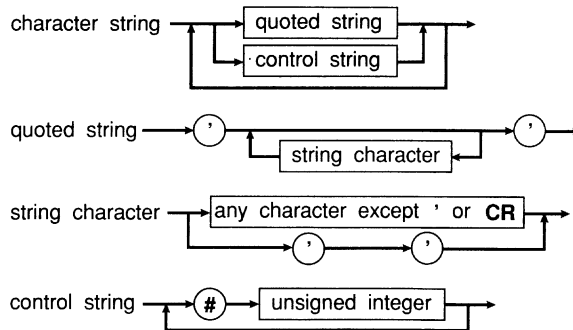 character string quoted string
control string
quoted string ' '
string character
string character any character except ' or CR
' '
control string # unsigned integer